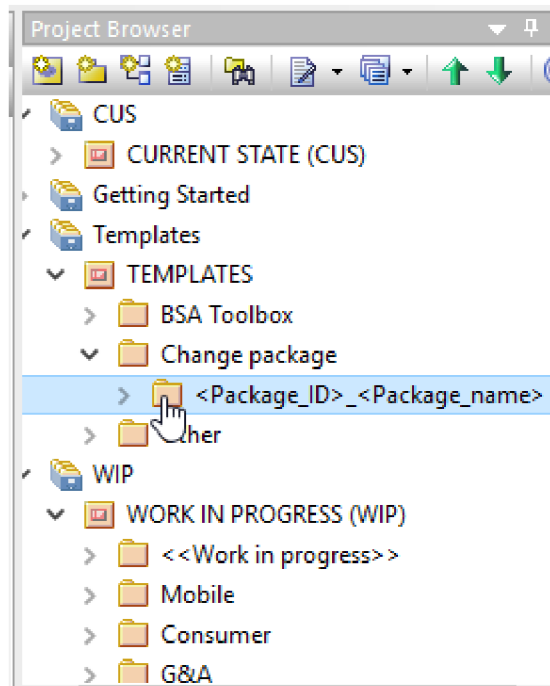 Project Browser
CUS
CURRENT STATE (CUS)
Getting Started
Templates
TEMPLATES
BSA Toolbox
Change package
<Package_ID>_<Package_name>
WIP
WORK IN PROGRESS (WIP)
<<Work in progress>>
Mobile
Consumer
G&A